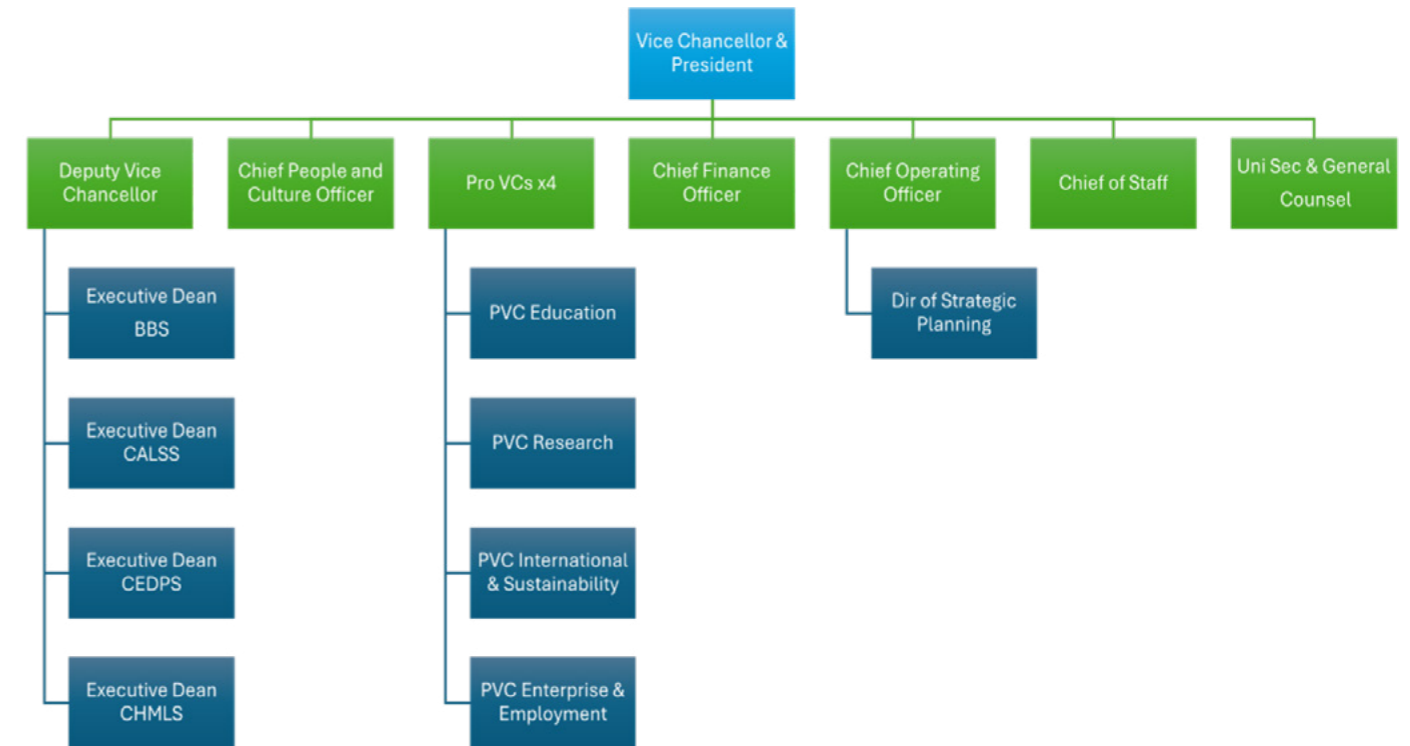 Vice Chancellor &
President
Deputy Vice
Chancellor
Chief People and
Culture Officer
Pro VCs x4
Chief Finance
Officer
Chief Operating
Officer
Chief of Staff
Uni Sec & General
Counsel
Executive Dean
BBS
Executive Dean
CALSS
Executive Dean
CEDPS
Executive Dean
CHMLS
PVC Education
PVC Research
PVC International
& Sustainability
PVC Enterprise &
Employment
Dir of Strategic
Planning